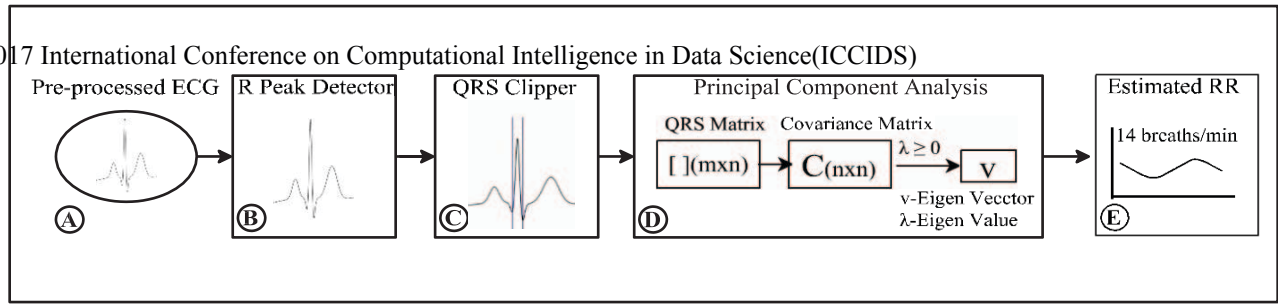 017 International Conference on Computational Intelligence in Data Science(ICCIDS)
Pre-processed ECG
A
R Peak Detector
B
QRS Clipper
C
Principal Component Analysis
QRS Matrix
[ ](mxn)
Covariance Matrix
C(nxn)
λ ≥ 0
v
v-Eigen Vecctor
λ-Eigen Value
D
Estimated RR
14 breaths/min
E